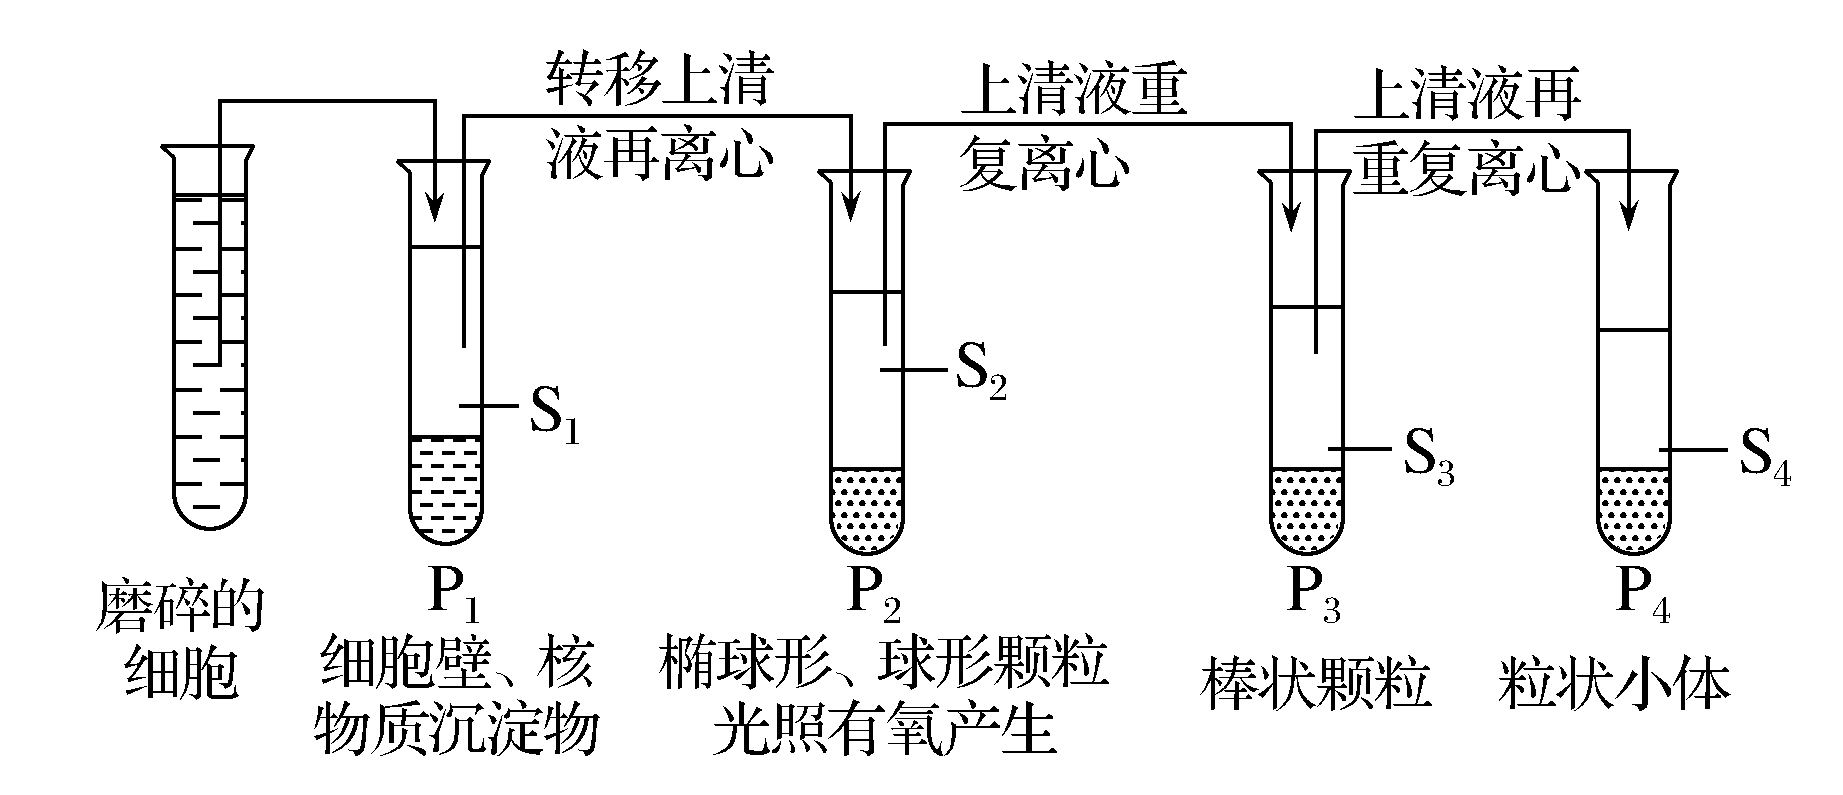 转移上清
液再离心
上清液重
复离心
上清液再
重复离心
S₁
S₂
S₃
S₄
磨碎的
细胞
P₁
细胞壁、核
物质沉淀物
P₂
椭球形、球形颗粒
光照有氧产生
P₃
棒状颗粒
P₄
粒状小体